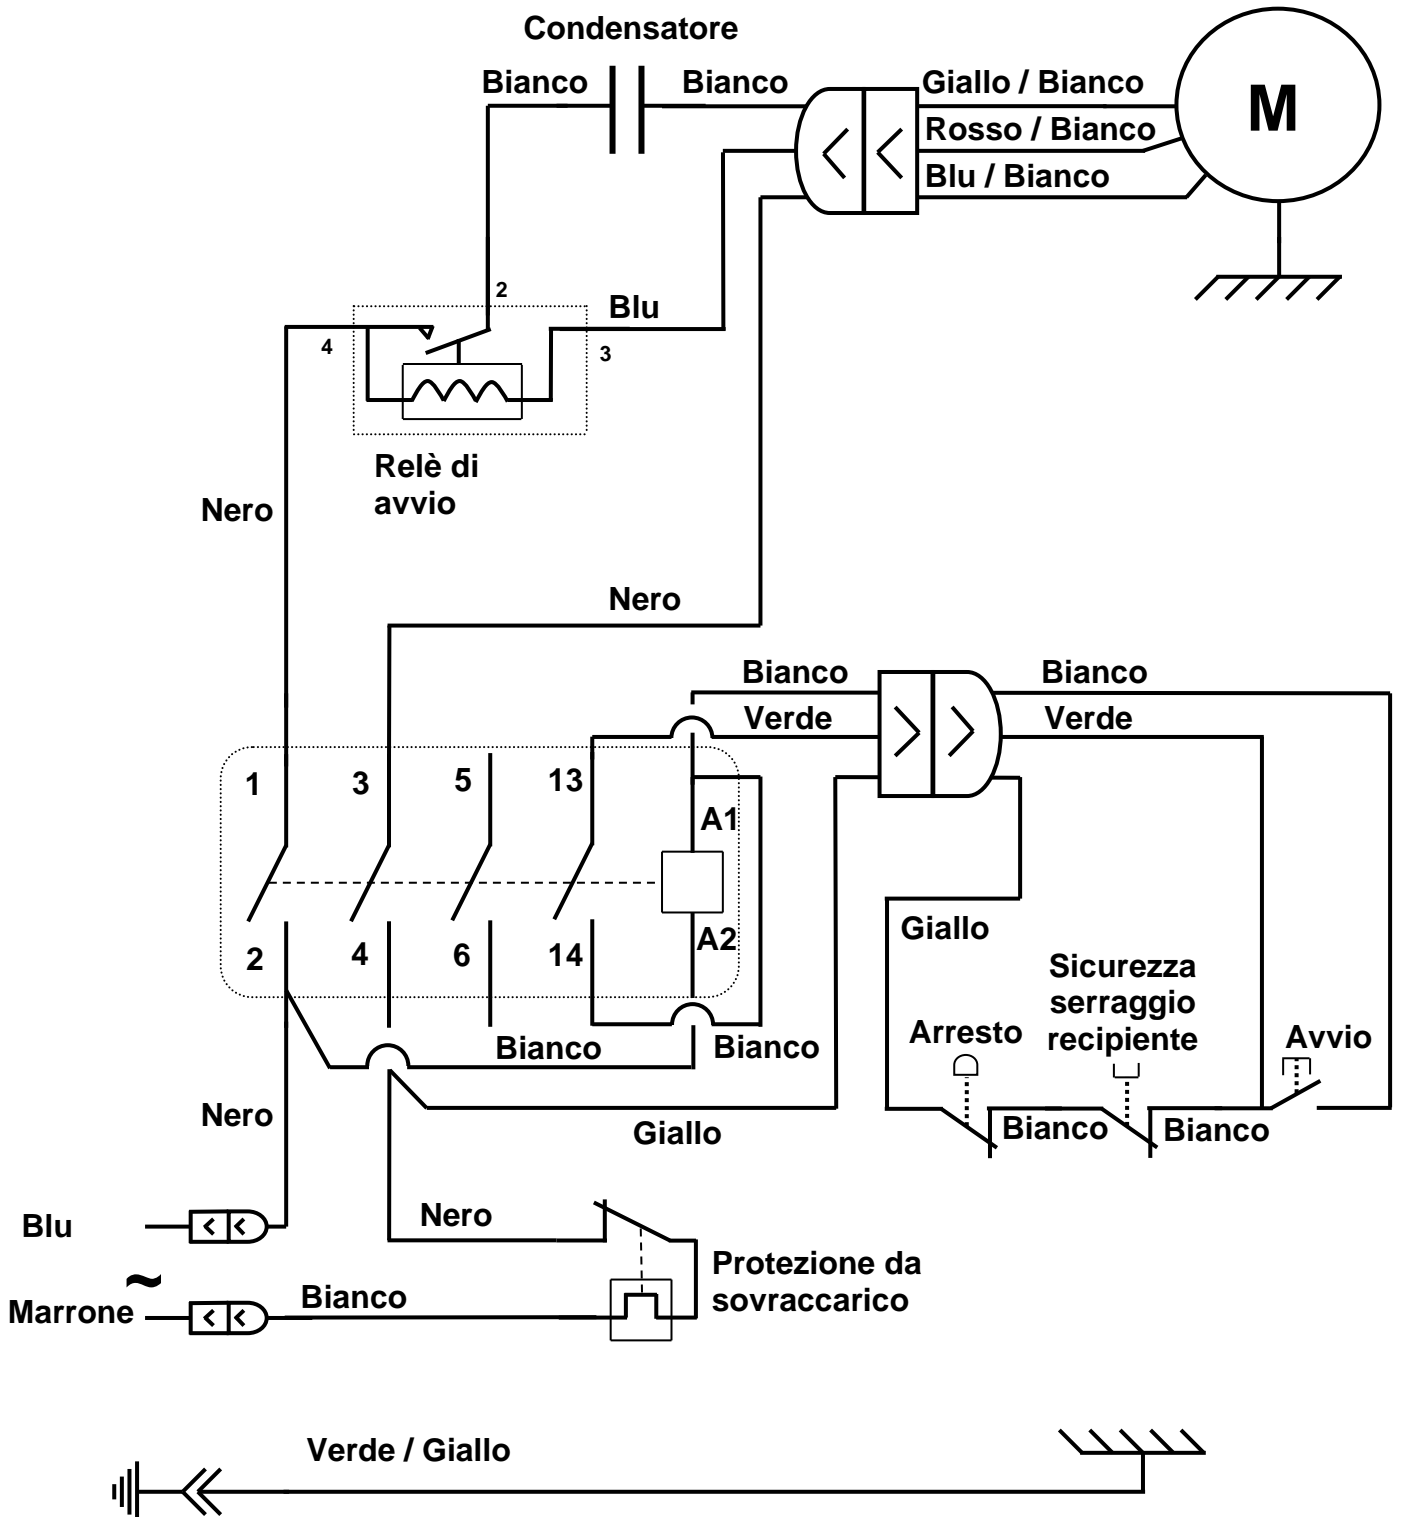 Condensatore
Bianco
Bianco
Giallo / Bianco
M
Rosso / Bianco
Blu / Bianco
2
Blu
4
3
Relè di
avvio
Nero
Nero
Bianco
Bianco
Verde
Verde
1
3
5
13
A1
2
4
6
14
A2
Giallo
Sicurezza
serraggio
recipiente
Arresto
Avvio
Bianco
Bianco
Nero
Giallo
Bianco
Bianco
Blu
Nero
~
Marrone
Bianco
Protezione da
sovraccarico
Verde / Giallo